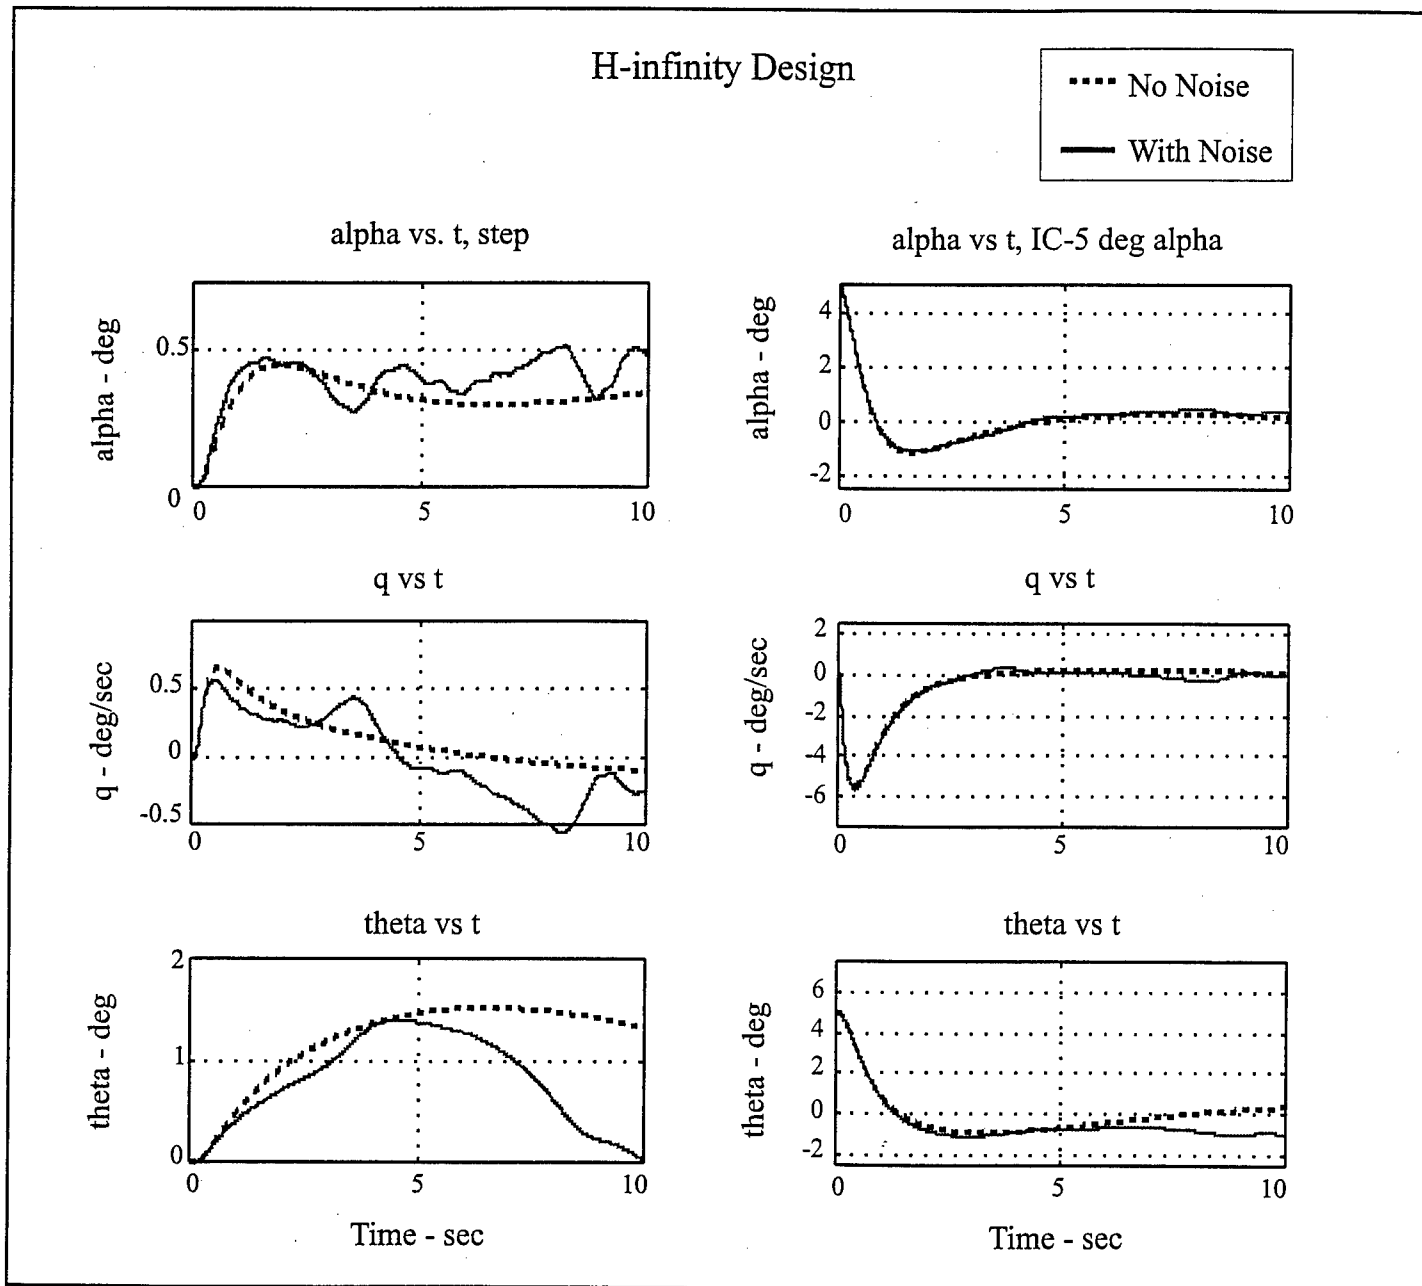 H-infinity Design
No Noise
With Noise
alpha vs. t, step
alpha - deg
0.5
0
0
5
10
alpha vs t, IC-5 deg alpha
alpha - deg
4
2
0
-2
0
5
10
q vs t
q - deg/sec
0.5
0
-0.5
0
5
10
q vs t
q - deg/sec
2
0
-2
-4
-6
0
5
10
theta vs t
theta - deg
2
1
0
0
5
10
Time - sec
theta vs t
theta - deg
6
4
2
0
-2
0
5
10
Time - sec